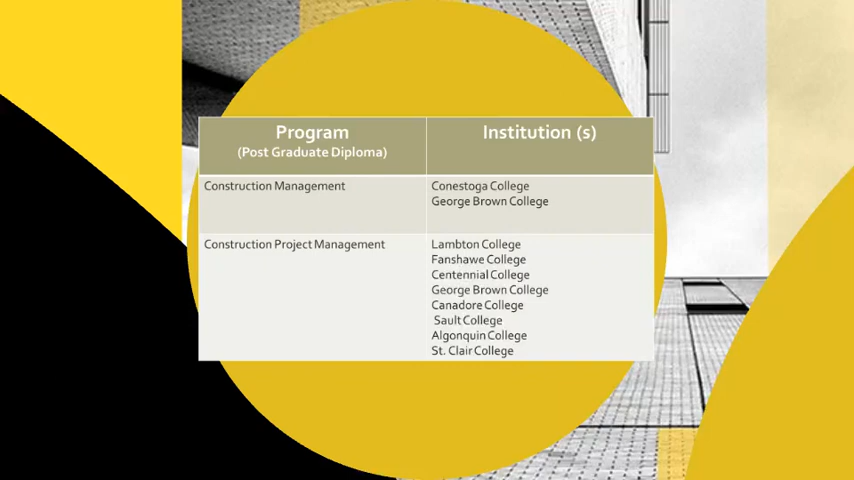 Program
(Post Graduate Diploma)
Institution (s)
Construction Management
Conestoga College
George Brown College
Construction Project Management
Lambton College
Fanshawe College
Centennial College
George Brown College
Canadore College
Sault College
Algonquin College
St. Clair College